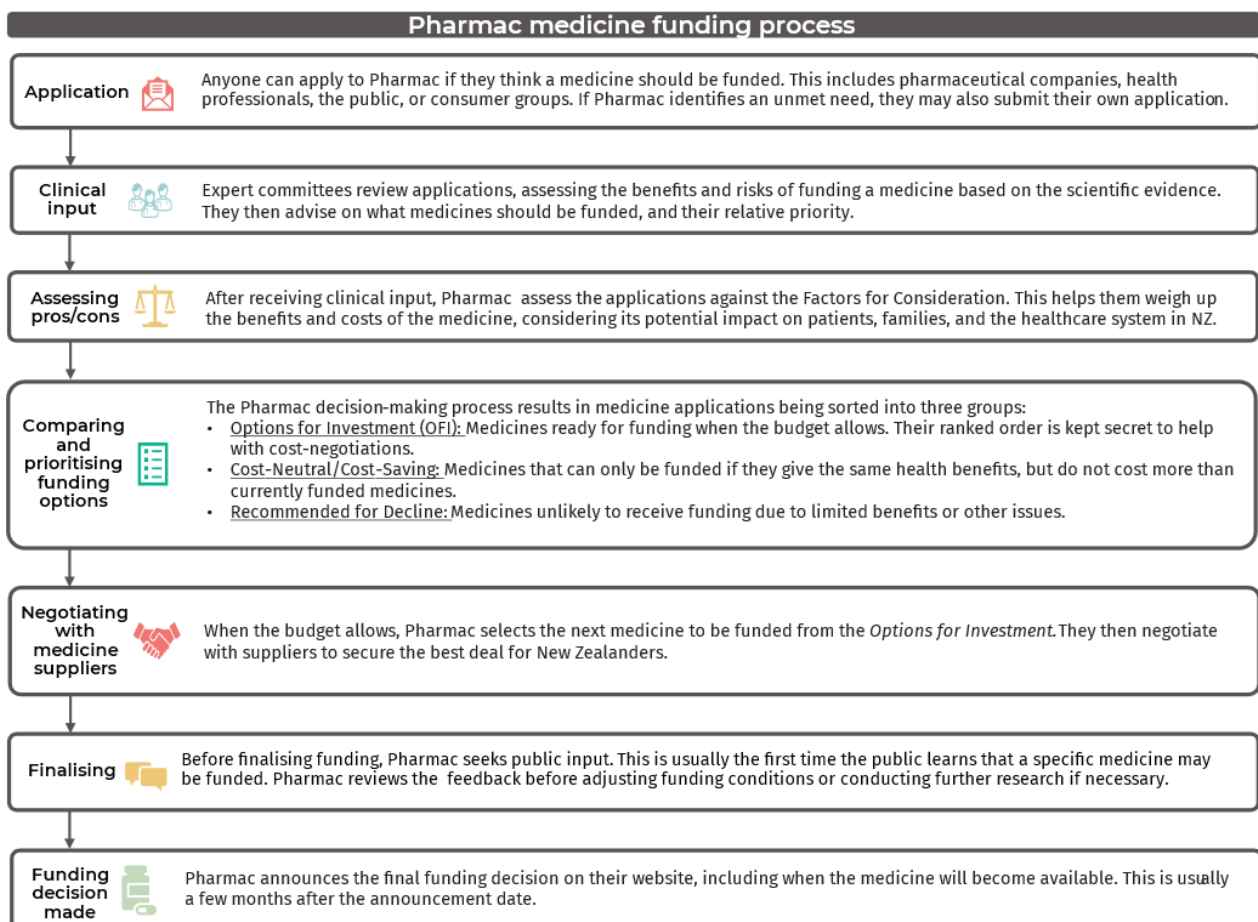 Pharmac medicine funding process
Application
Anyone can apply to Pharmac if they think a medicine should be funded. This includes pharmaceutical companies, health
professionals, the public, or consumer groups. If Pharmac identifies an unmet need, they may also submit their own application.
Clinical
input
Expert committees review applications, assessing the benefits and risks of funding a medicine based on the scientific evidence.
They then advise on what medicines should be funded, and their relative priority.
Assessing
pros/cons
After receiving clinical input, Pharmac assess the applications against the Factors for Consideration. This helps them weigh up
the benefits and costs of the medicine, considering its potential impact on patients, families, and the healthcare system in NZ.
Comparing
and
prioritising
funding
options
The Pharmac decision-making process results in medicine applications being sorted into three groups:
• Options for Investment (OFI): Medicines ready for funding when the budget allows. Their ranked order is kept secret to help
with cost-negotiations.
• Cost-Neutral/Cost-Saving: Medicines that can only be funded if they give the same health benefits, but do not cost more than
currently funded medicines.
• Recommended for Decline: Medicines unlikely to receive funding due to limited benefits or other issues.
Negotiating
with
medicine
suppliers
When the budget allows, Pharmac selects the next medicine to be funded from the Options for Investment. They then negotiate
with suppliers to secure the best deal for New Zealanders.
Finalising
Before finalising funding, Pharmac seeks public input. This is usually the first time the public learns that a specific medicine may
be funded. Pharmac reviews the feedback before adjusting funding conditions or conducting further research if necessary.
Funding
decision
made
Pharmac announces the final funding decision on their website, including when the medicine will become available. This is usually
a few months after the announcement date.